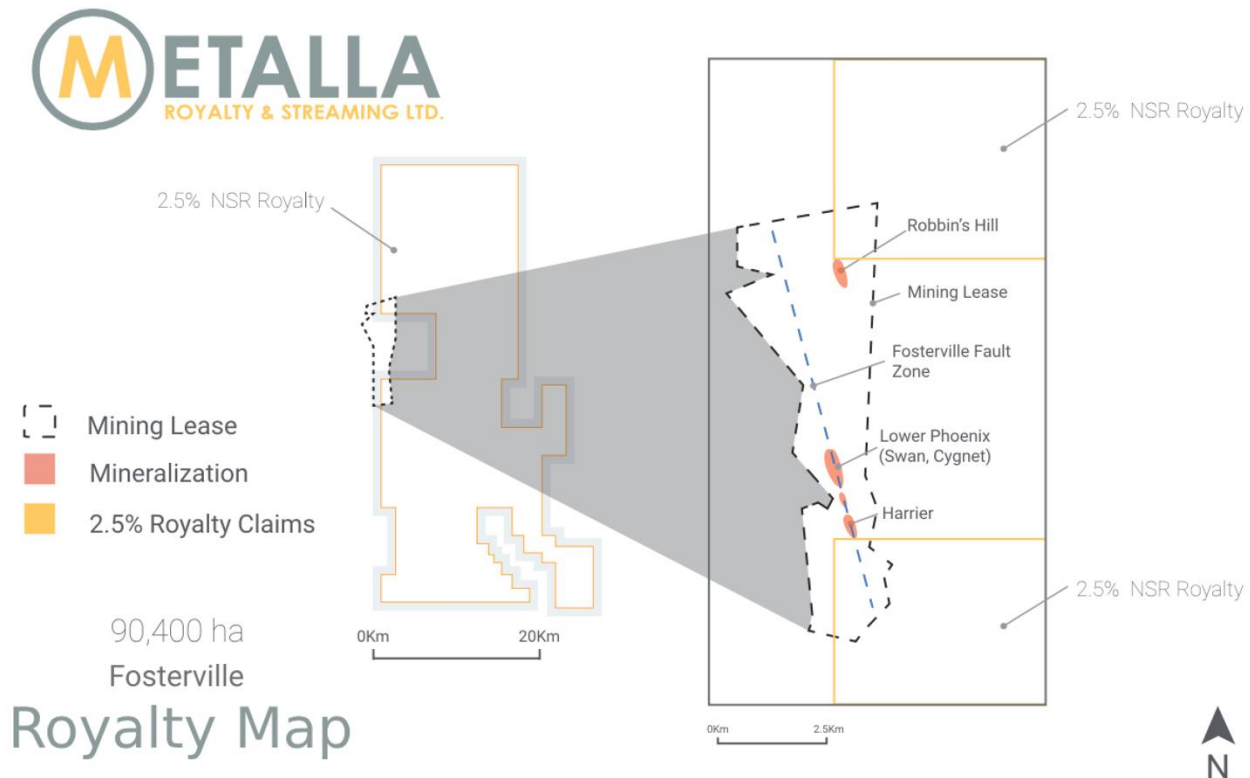 METALLA
ROYALTY & STREAMING LTD.
2.5% NSR Royalty
2.5% NSR Royalty
Robbin's Hill
Mining Lease
Fosterville Fault
Zone
Lower Phoenix
(Swan, Cygnet)
Harrier
2.5% NSR Royalty
Mining Lease
Mineralization
2.5% Royalty Claims
90,400 ha
Fosterville
Royalty Map
0Km
20Km
0Km
2.5Km
N